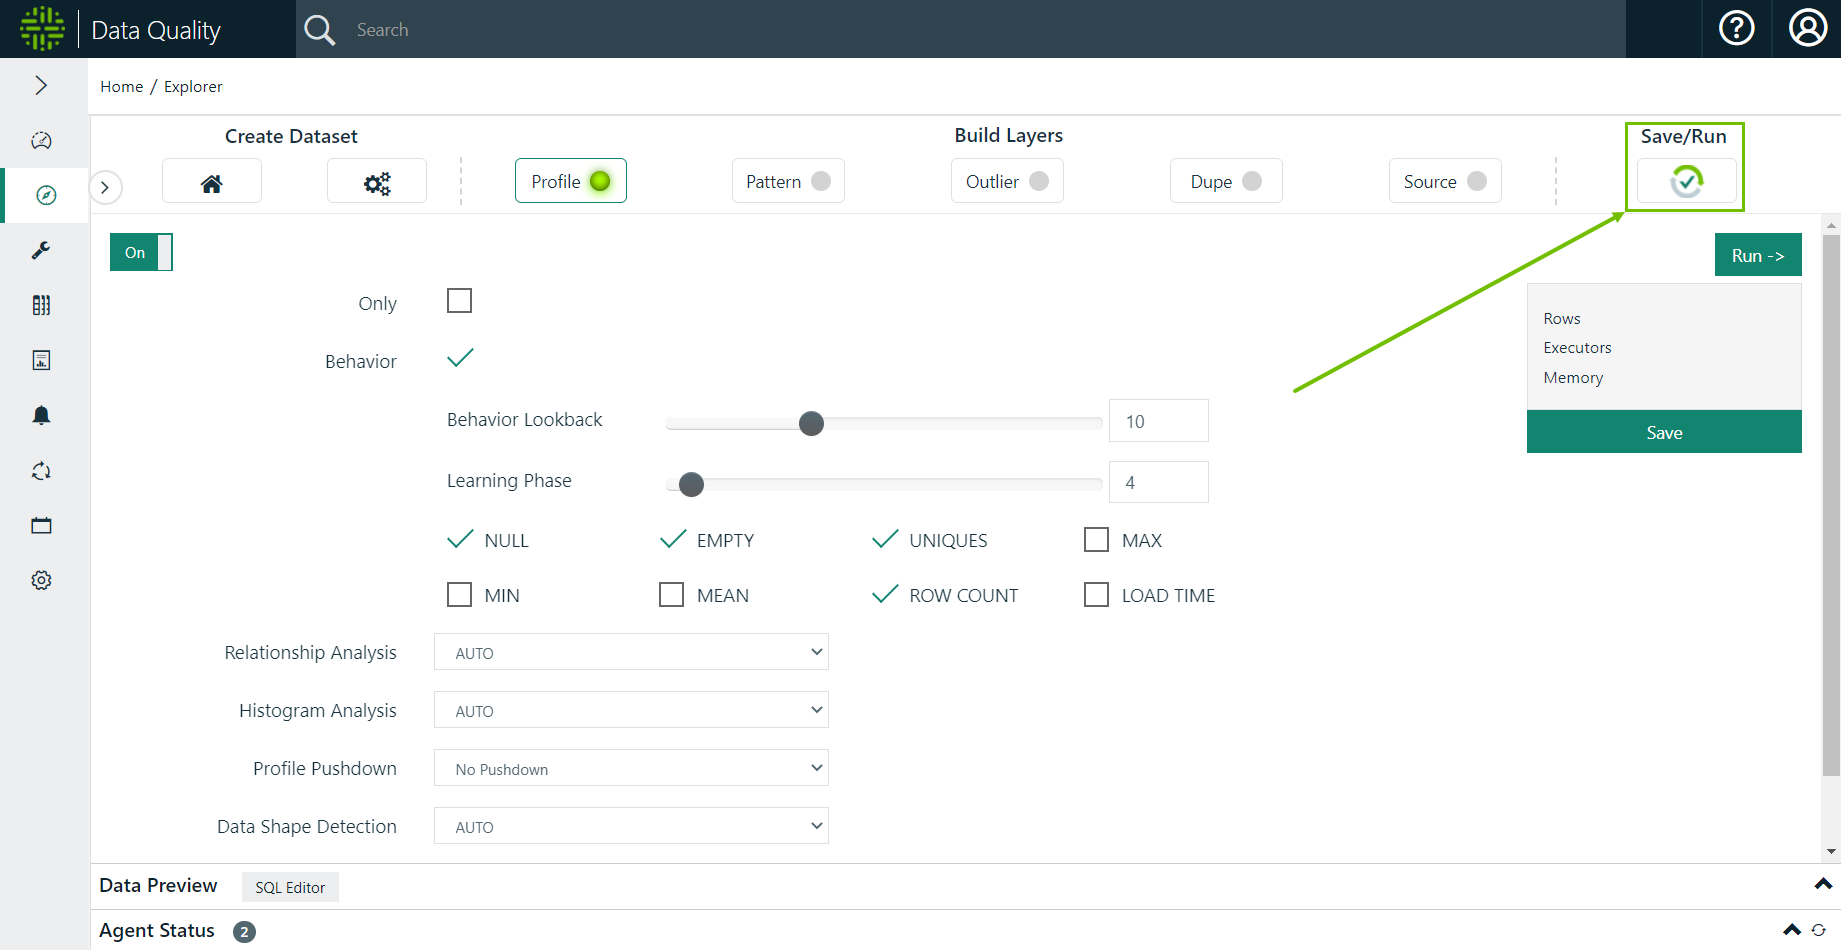 Data Quality
Search
Home / Explorer
Create Dataset
Build Layers
Save/Run
Profile
Pattern
Outlier
Dupe
Source
On
Run ->
Only
Rows
Executors
Memory
Behavior
Behavior Lookback
10
Save
Learning Phase
4
NULL
EMPTY
UNIQUES
MAX
MIN
MEAN
ROW COUNT
LOAD TIME
Relationship Analysis
AUTO
Histogram Analysis
AUTO
Profile Pushdown
No Pushdown
Data Shape Detection
AUTO
Data Preview
SQL Editor
Agent Status
2